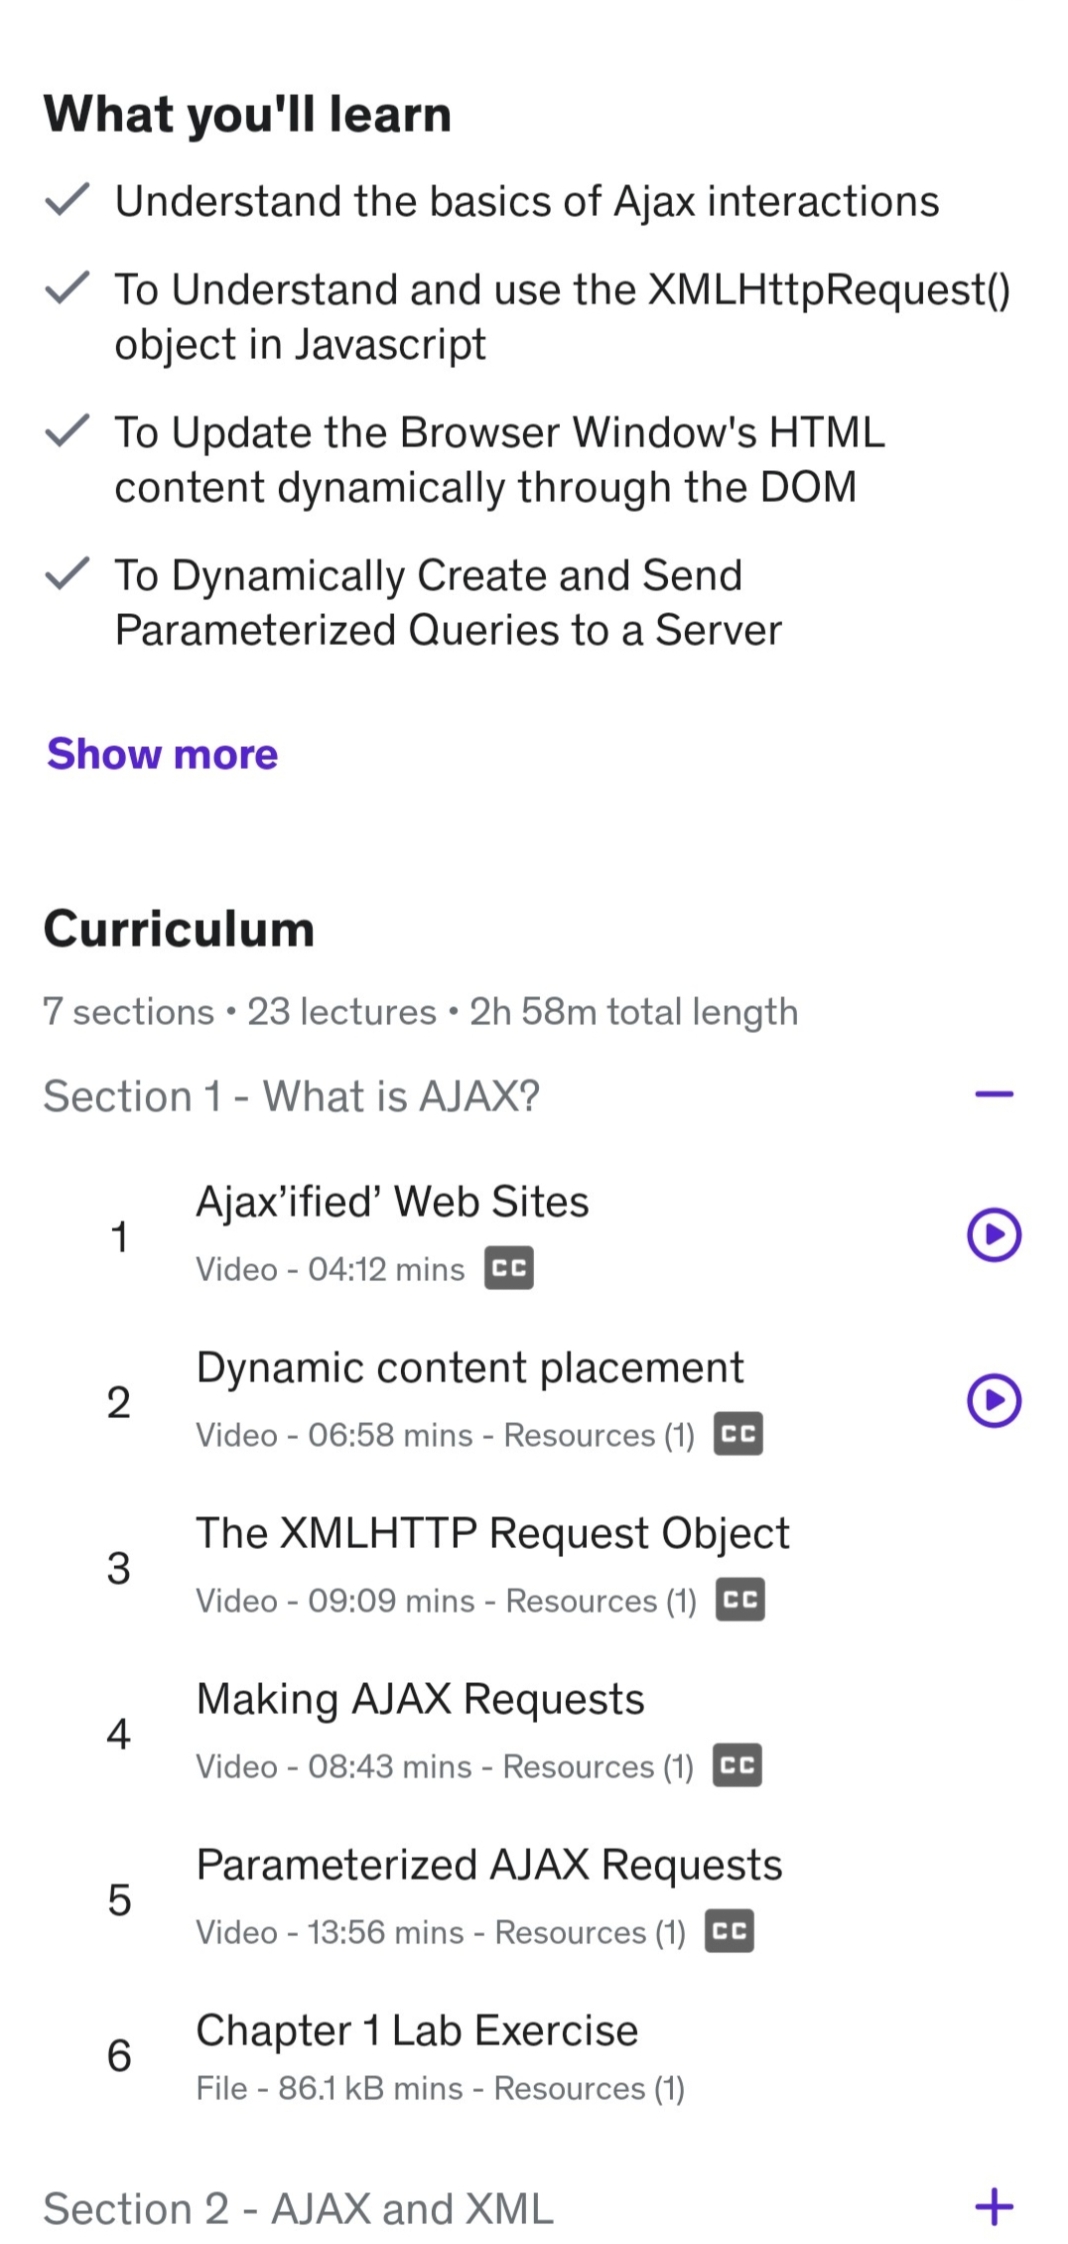 What you'll learn
Understand the basics of Ajax interactions
To Understand and use the XMLHttpRequest()
object in Javascript
To Update the Browser Window's HTML
content dynamically through the DOM
To Dynamically Create and Send
Parameterized Queries to a Server
Show more
Curriculum
7 sections • 23 lectures • 2h 58m total length
Section 1 - What is AJAX?
1
Ajax’ified’ Web Sites
Video - 04:12 mins CC
2
Dynamic content placement
Video - 06:58 mins - Resources (1) CC
3
The XMLHTTP Request Object
Video - 09:09 mins - Resources (1) CC
4
Making AJAX Requests
Video - 08:43 mins - Resources (1) CC
5
Parameterized AJAX Requests
Video - 13:56 mins - Resources (1) CC
6
Chapter 1 Lab Exercise
File - 86.1 kB mins - Resources (1)
Section 2 - AJAX and XML